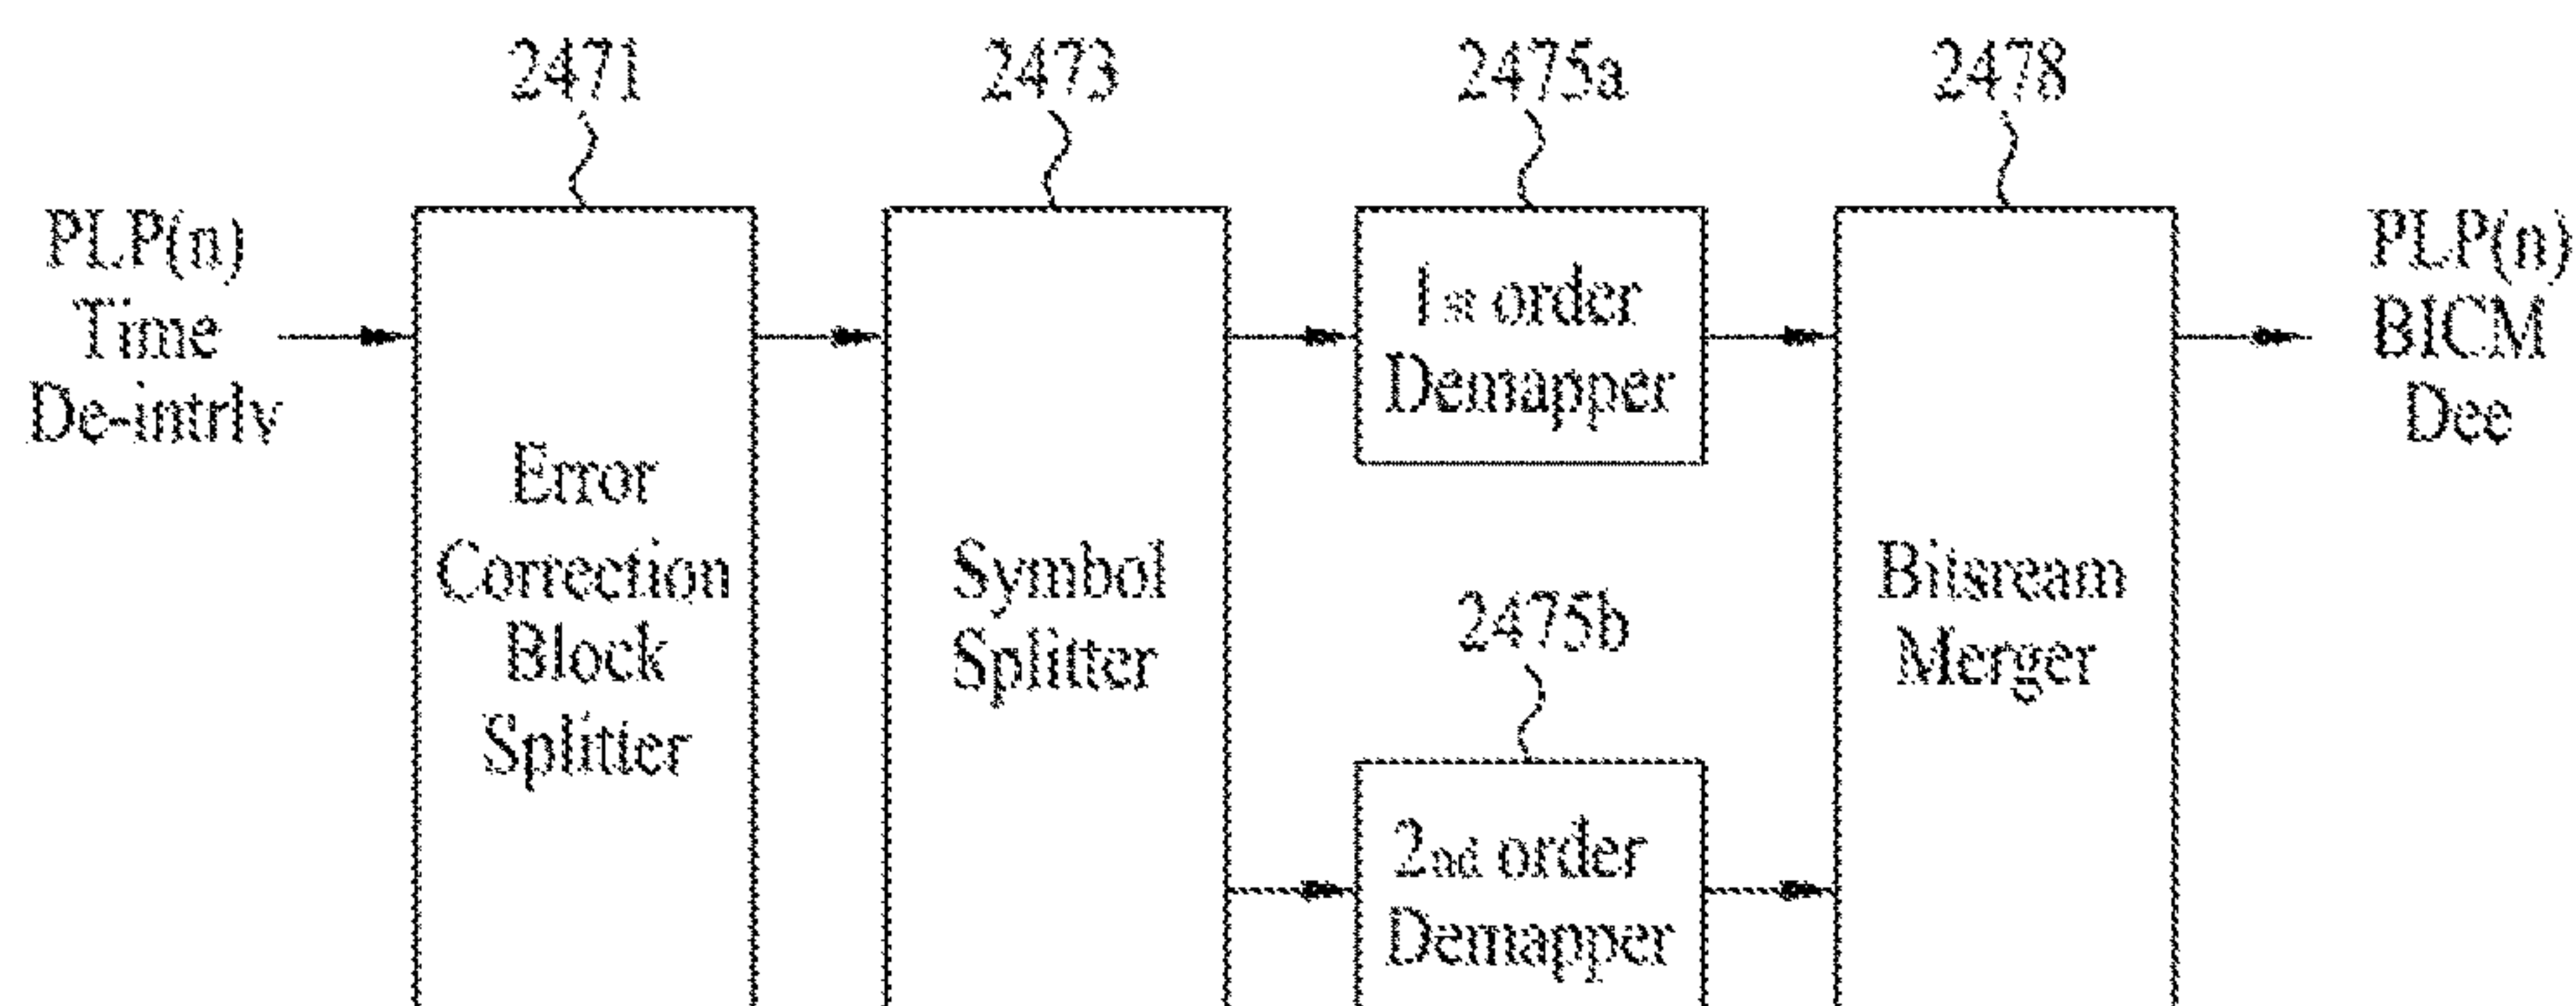 2471
2473
2475a
2478
PLP(n)
Time
De-intrlv
Error
Correction
Block
Splitter
Symbol
Splitter
1st order
Demapper
2475b
2nd order
Demapper
Bitsream
Merger
PLP(n)
BICM
Dec